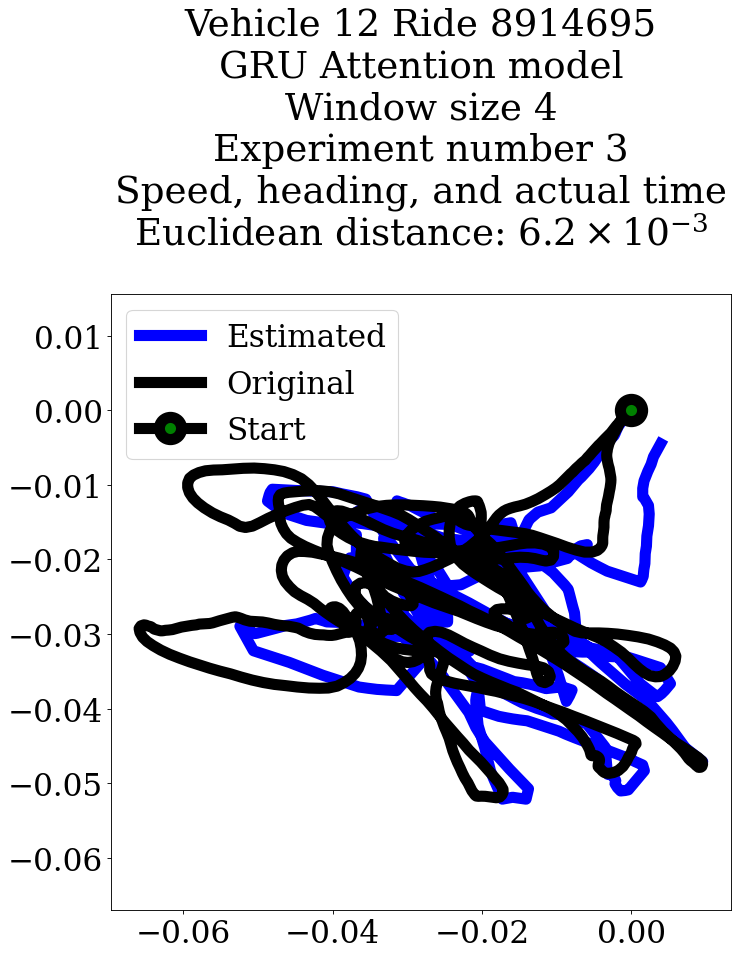 Vehicle 12 Ride 8914695
GRU Attention model
Window size 4
Experiment number 3
Speed, heading, and actual time
Euclidean distance: 6.2 × 10⁻³
Estimated
Original
Start
0.01
0.00
−0.01
−0.02
−0.03
−0.04
−0.05
−0.06
−0.06 −0.04 −0.02 0.00